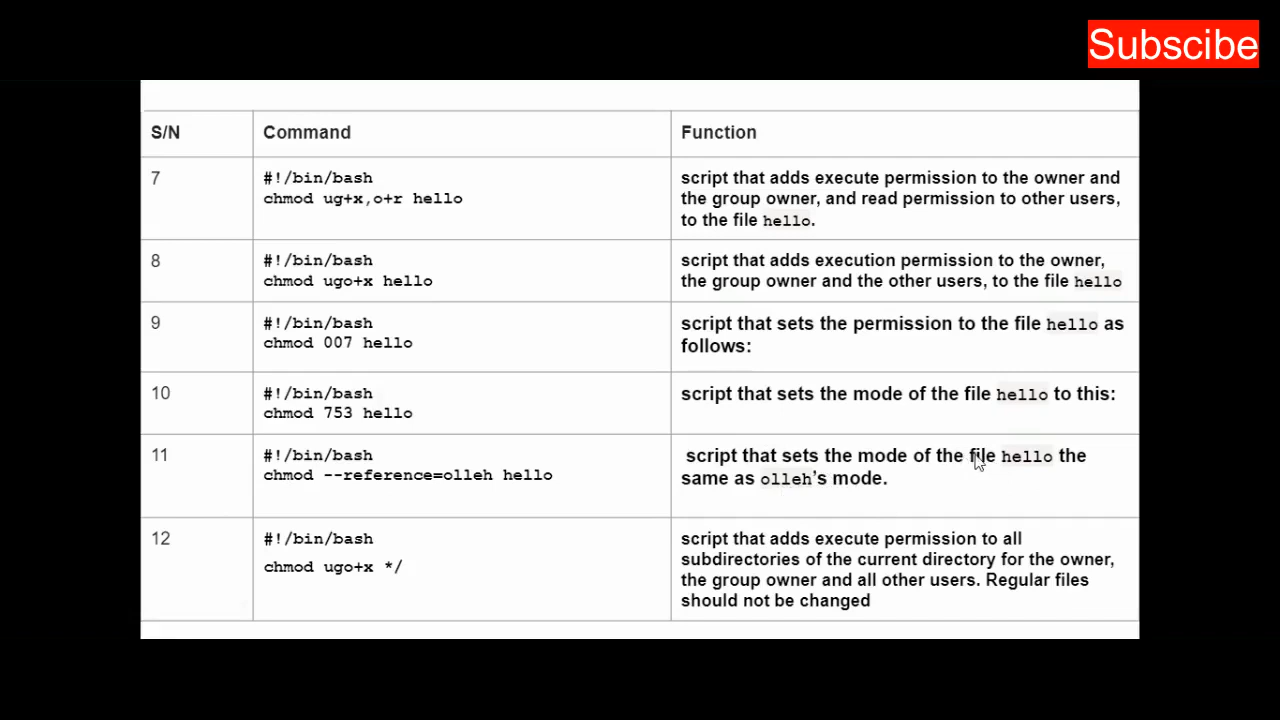 Subscibe
S/N Command Function
7 #!/bin/bash script that adds execute permission to the owner and
chmod ug+x,o+r hello the group owner, and read permission to other users,
to the file hello.
8 #!/bin/bash script that adds execution permission to the owner,
chmod ugo+x hello the group owner and the other users, to the file hello
9 #!/bin/bash script that sets the permission to the file hello as
chmod 007 hello follows:
10 #!/bin/bash script that sets the mode of the file hello to this:
chmod 753 hello
11 #!/bin/bash script that sets the mode of the file hello the
chmod --reference=olleh hello same as olleh’s mode.
12 #!/bin/bash script that adds execute permission to all
chmod ugo+x */ subdirectories of the current directory for the owner,
the group owner and all other users. Regular files
should not be changed